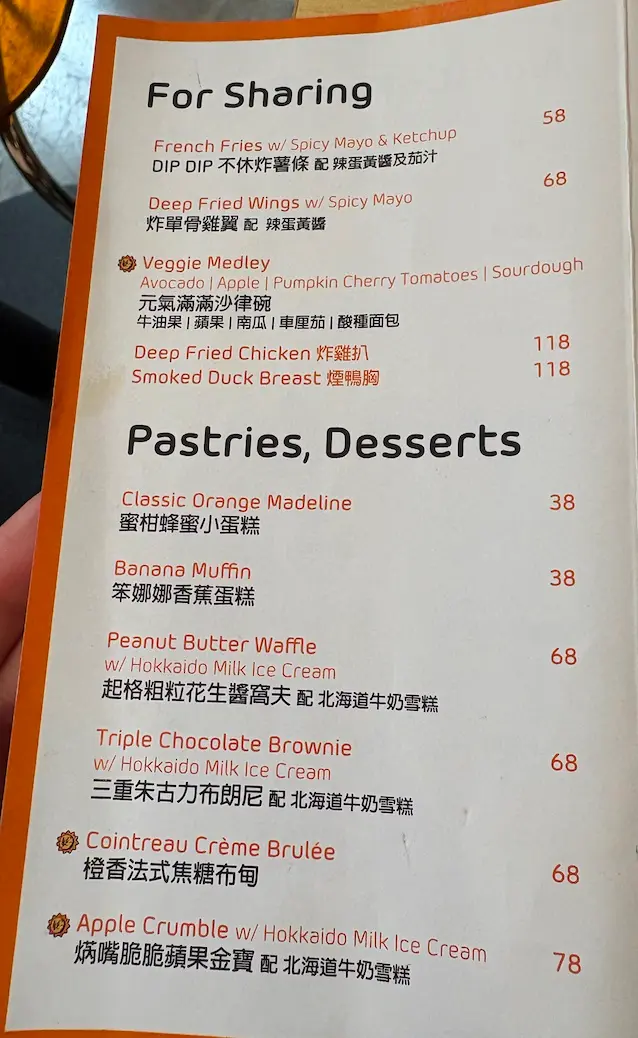 For Sharing
French Fries w/ Spicy Mayo & Ketchup 58
DIP DIP 不休炸薯條 配 辣蛋黃醬及茄汁
Deep Fried Wings w/ Spicy Mayo 68
炸單骨雞翼 配 辣蛋黃醬
Veggie Medley
Avocado | Apple | Pumpkin Cherry Tomatoes | Sourdough
元氣滿滿沙律碗
牛油果 | 蘋果 | 南瓜 | 車厘茄 | 酸種面包
Deep Fried Chicken 炸雞扒 118
Smoked Duck Breast 煙鴨胸 118
Pastries, Desserts
Classic Orange Madeline 38
蜜柑蜂蜜小蛋糕
Banana Muffin 38
笨娜娜香蕉蛋糕
Peanut Butter Waffle 68
w/ Hokkaido Milk Ice Cream
起格粗粒花生醬窩夫 配 北海道牛奶雪糕
Triple Chocolate Brownie 68
w/ Hokkaido Milk Ice Cream
三重朱古力布朗尼 配 北海道牛奶雪糕
Cointreau Crème Brulée 68
橙香法式焦糖布甸
Apple Crumble w/ Hokkaido Milk Ice Cream 78
焫嘴脆脆蘋果金寶 配 北海道牛奶雪糕